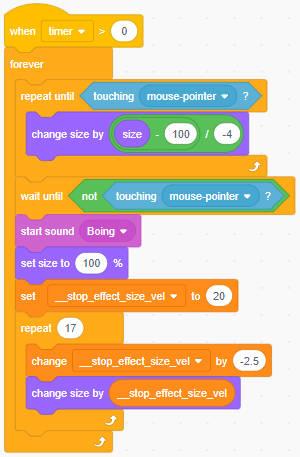 when timer > 0
forever
repeat until touching mouse-pointer ?
change size by size - 100 / -4
wait until not touching mouse-pointer ?
start sound Boing
set size to 100 %
set __stop_effect_size_vel to 20
repeat 17
change __stop_effect_size_vel by -2.5
change size by __stop_effect_size_vel